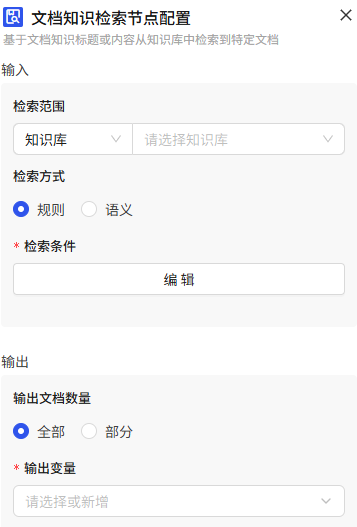 文档知识检索节点配置
基于文档知识标题或内容从知识库中检索到特定文档
输入
检索范围
知识库 请选择知识库
检索方式
规则 语义
* 检索条件
编 辑
输出
输出文档数量
全部 部分
* 输出变量
请选择或新增